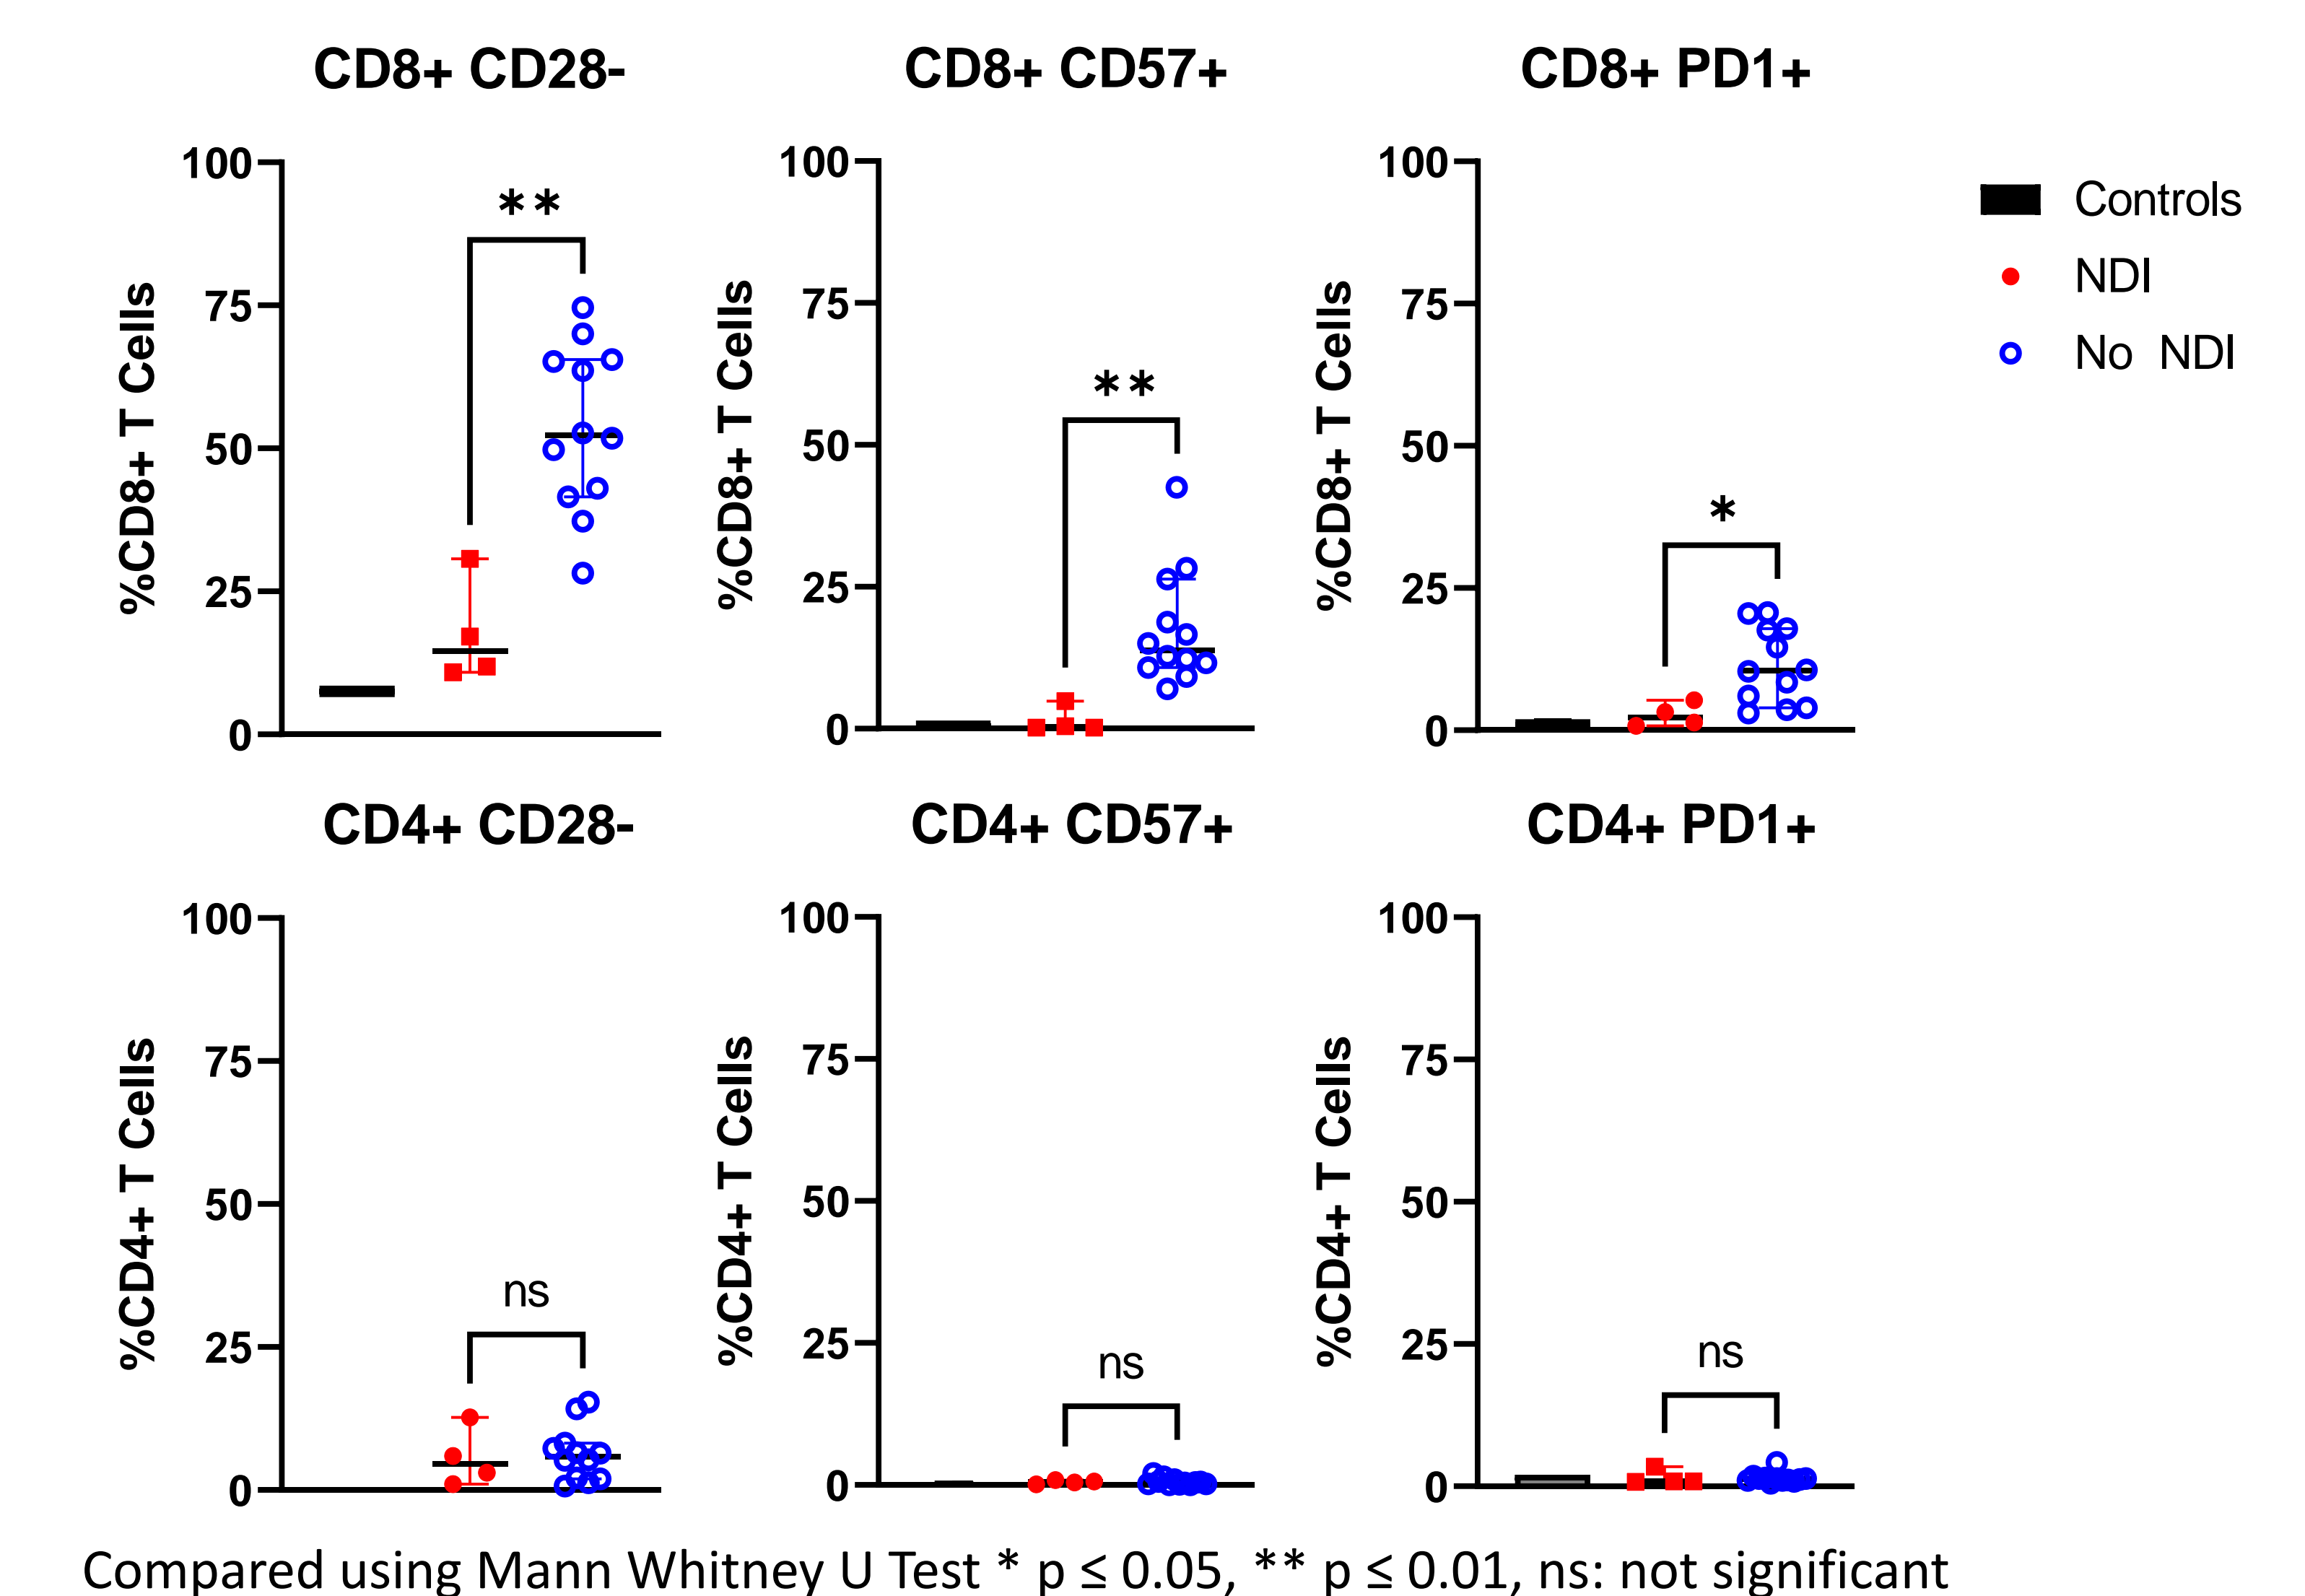 CD8+ CD28-
CD8+ CD57+
CD8+ PD1+
100
75
50
25
0
%CD8+ T Cells
**
100
75
50
25
0
%CD8+ T Cells
**
100
75
50
25
0
%CD8+ T Cells
*
Controls
NDI
No NDI
CD4+ CD28-
CD4+ CD57+
CD4+ PD1+
100
75
50
25
0
%CD4+ T Cells
ns
100
75
50
25
0
%CD4+ T Cells
ns
100
75
50
25
0
%CD4+ T Cells
ns
Compared using Mann Whitney U Test * p ≤ 0.05, ** p ≤ 0.01, ns: not significant